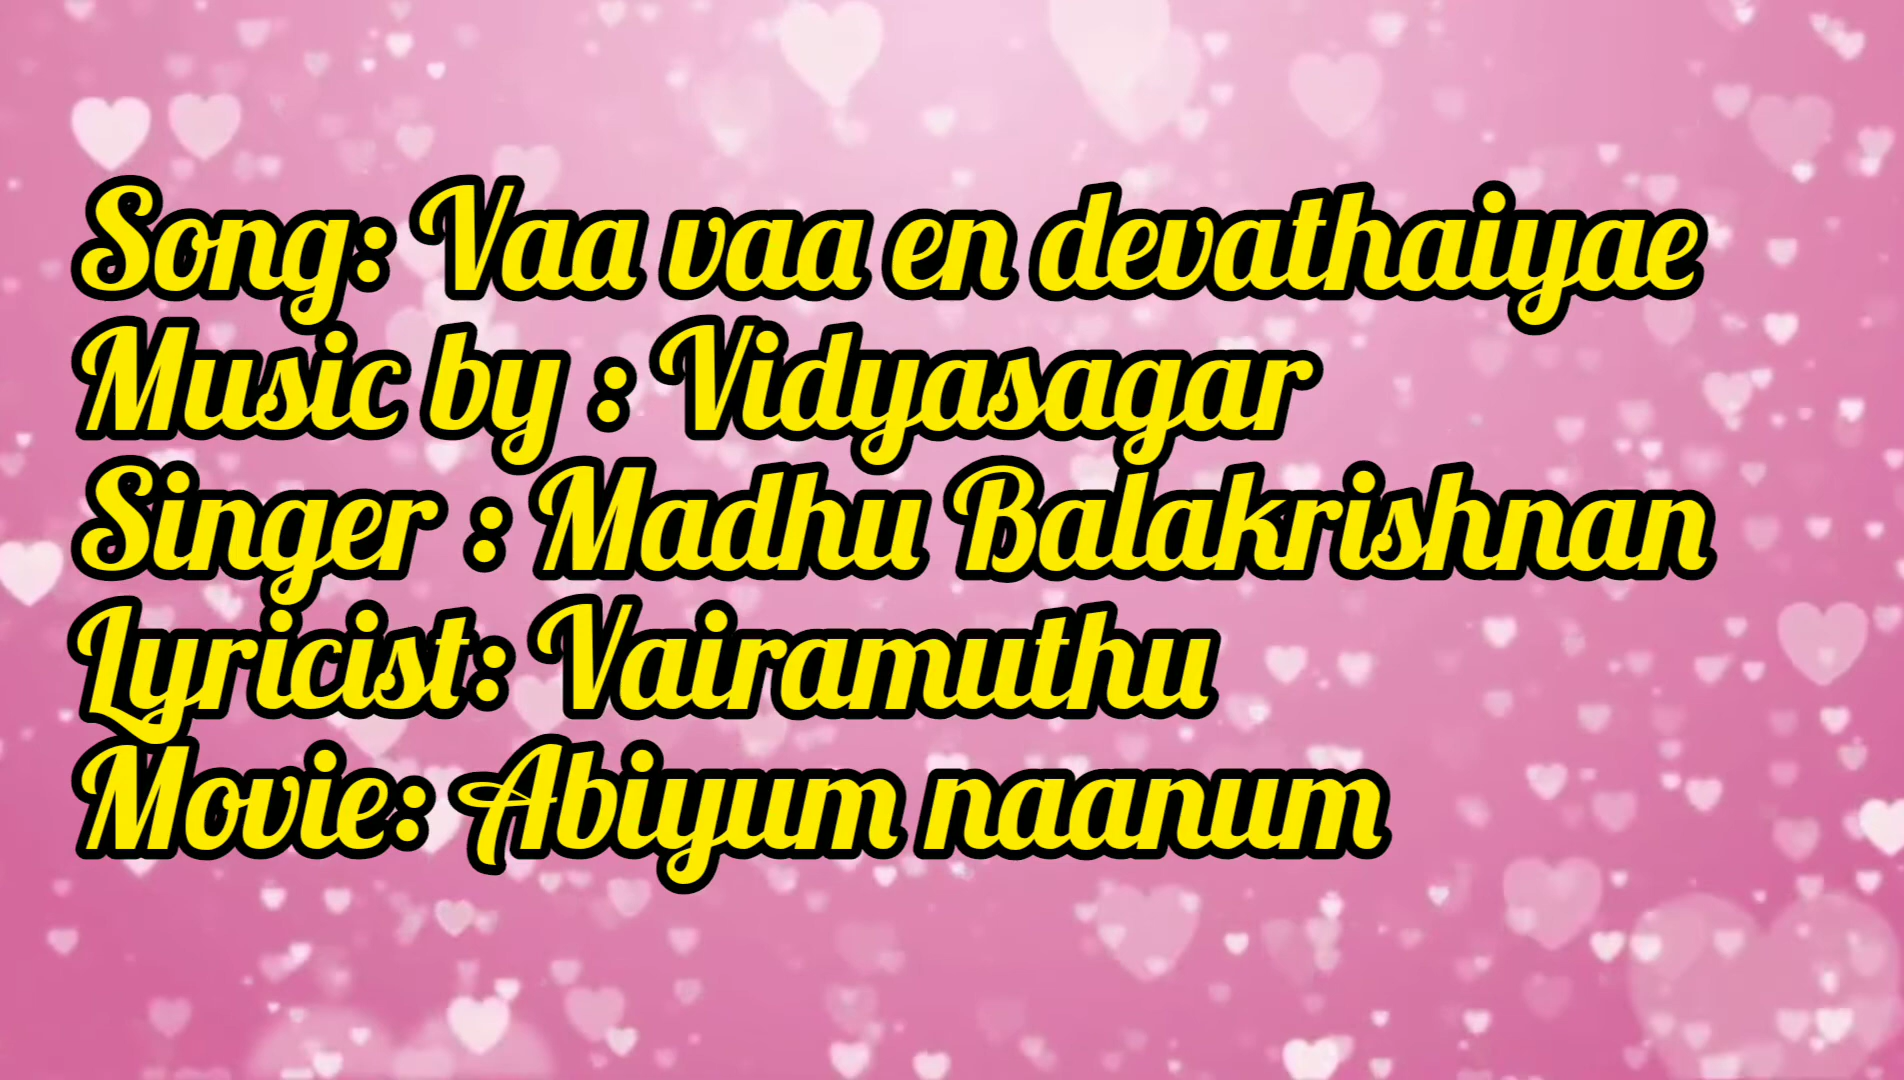 Song: Vaa vaa en devathaiyae
Music by : Vidyasagar
Singer : Madhu Balakrishnan
Lyricist: Vairamuthu
Movie: Abiyum naanum